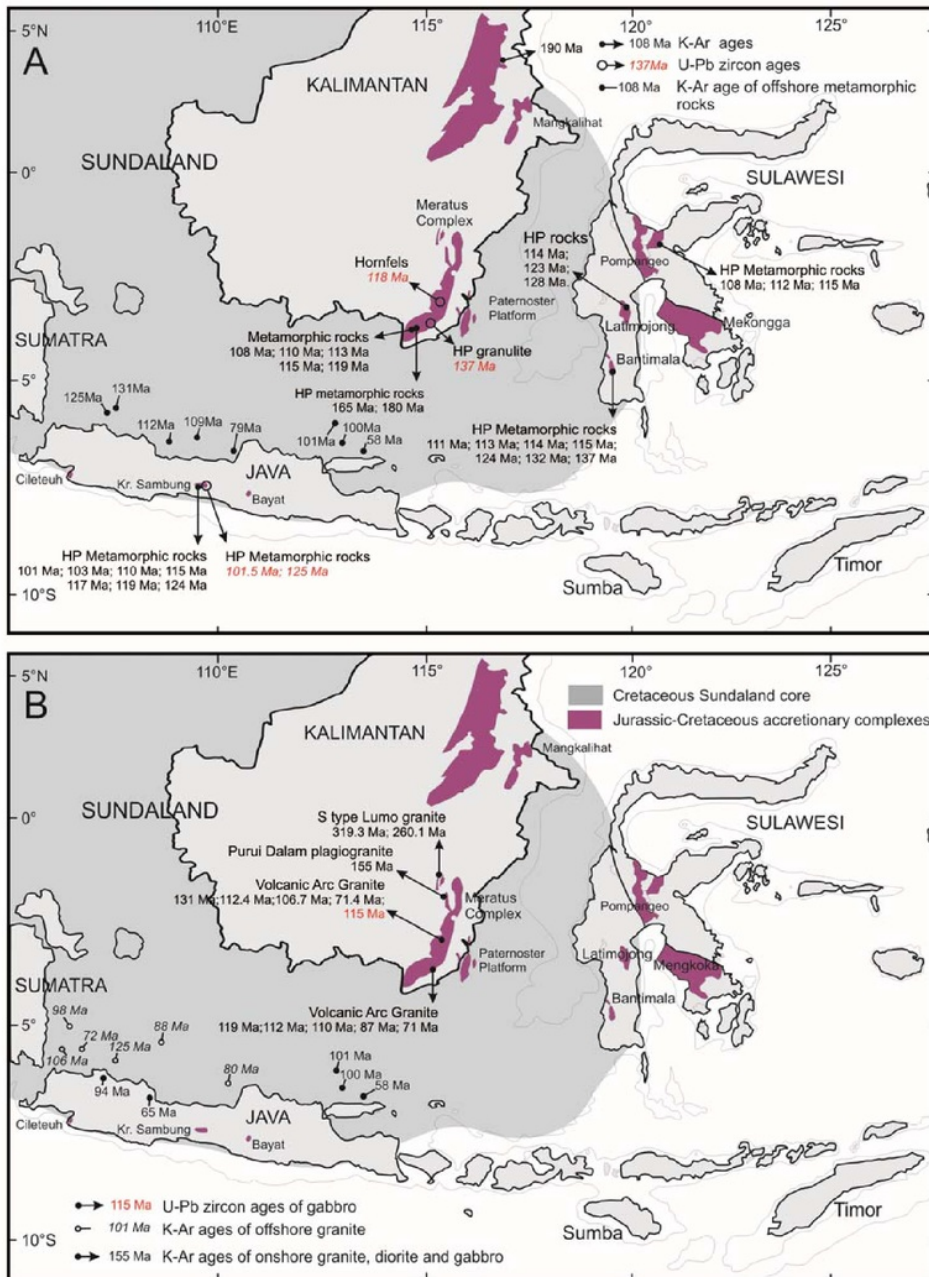 5°N
110°E
115°
120°
125°
A
190 Ma
108 Ma K-Ar ages
137Ma U-Pb zircon ages
108 Ma K-Ar age of offshore metamorphic
rocks
KALIMANTAN
Mangkalihat
0°
SUNDALAND
SULAWESI
Meratus
Complex
HP rocks
114 Ma;
123 Ma;
128 Ma.
Pompangeo
HP Metamorphic rocks
108 Ma; 112 Ma; 115 Ma
Hornfels
118 Ma
Paternoster
Platform
SUMATRA
Metamorphic rocks
108 Ma; 110 Ma; 113 Ma
115 Ma; 119 Ma
HP granulite
137 Ma
Latimojong
Mekongga
Bantimala
5°
HP metamorphic rocks
165 Ma; 180 Ma
125Ma
131Ma
112Ma
109Ma
79Ma
101Ma
100Ma
58 Ma
HP Metamorphic rocks
111 Ma; 113 Ma; 114 Ma; 115 Ma;
124 Ma; 132 Ma; 137 Ma
JAVA
Cileteuh
Kr. Sambung
Bayat
HP Metamorphic rocks
101 Ma; 103 Ma; 110 Ma; 115 Ma
117 Ma; 119 Ma; 124 Ma
HP Metamorphic rocks
101.5 Ma; 125 Ma
10°S
Sumba
Timor
110°E
115°
120°
125°
5°N
B
Cretaceous Sundaland core
Jurassic-Cretaceous accretionary complexes
KALIMANTAN
Mangkalihat
SUNDALAND
0°
S type Lumo granite
319.3 Ma; 260.1 Ma
SULAWESI
Purui Dalam plagiogranite
155 Ma
Volcanic Arc Granite
131 Ma;112.4 Ma;106.7 Ma; 71.4 Ma;
115 Ma
Meratus
Complex
Pompangeo
Paternoster
Platform
Latimojong
Mengkoka
SUMATRA
Bantimala
Volcanic Arc Granite
119 Ma;112 Ma; 110 Ma; 87 Ma; 71 Ma
5°
98 Ma
72 Ma
88 Ma
106 Ma
125 Ma
80 Ma
101 Ma
100 Ma
58 Ma
94 Ma
65 Ma
JAVA
Cileteuh
Kr. Sambung
Bayat
115 Ma U-Pb zircon ages of gabbro
101 Ma K-Ar ages of offshore granite
155 Ma K-Ar ages of onshore granite, diorite and gabbro
10°S
Sumba
Timor